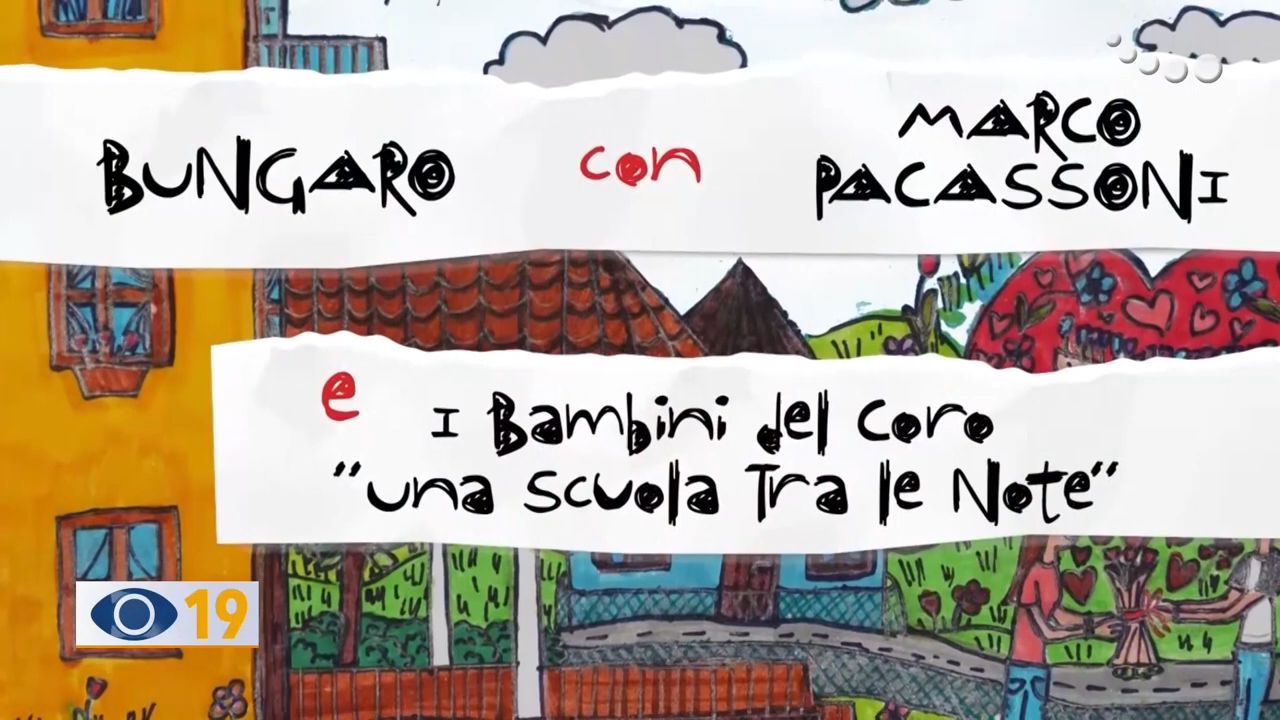 BUNGARO con MARCO
PACASSONI
e I Bambini del Coro
"una Scuola Tra le Note"
19